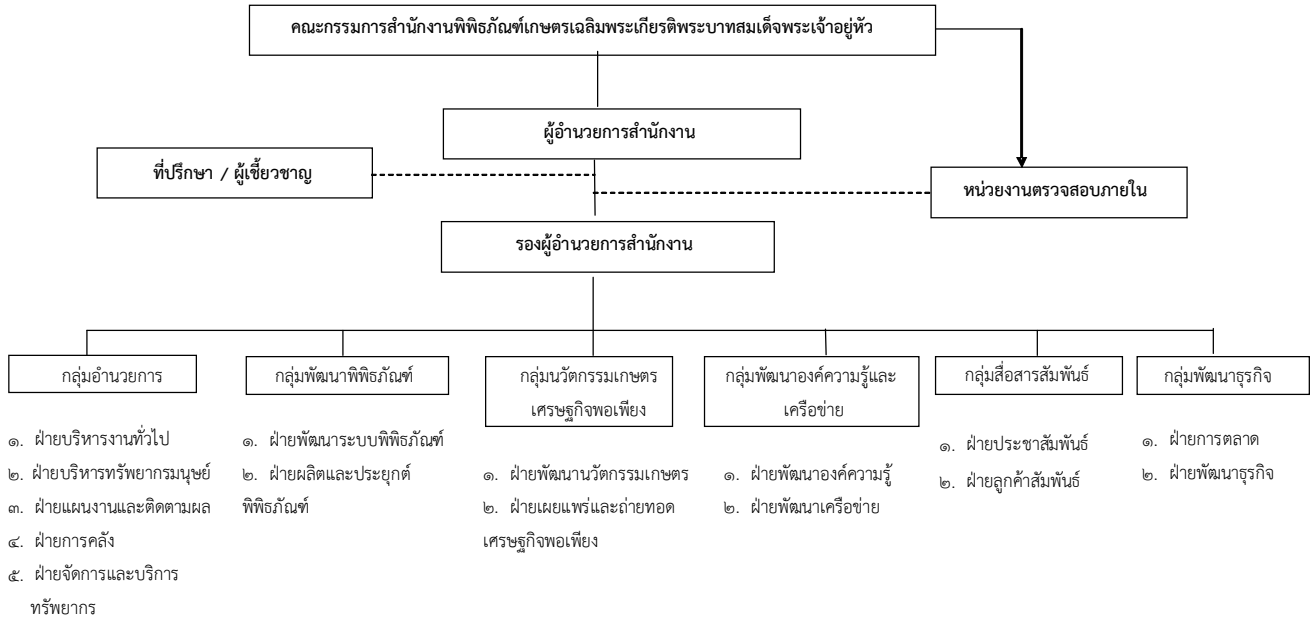 คณะกรรมการสำนักงานพิพิธภัณฑ์เกษตรเฉลิมพระเกียรติพระบาทสมเด็จพระเจ้าอยู่หัว
ผู้อำนวยการสำนักงาน
ที่ปรึกษา / ผู้เชี้ยวชาญ
หน่วยงานตรวจสอบภายใน
รองผู้อำนวยการสำนักงาน
กลุ่มอำนวยการ
๑. ฝ่ายบริหารงานทั่วไป
๒. ฝ่ายบริหารทรัพยากรมนุษย์
๓. ฝ่ายแผนงานและติดตามผล
๔. ฝ่ายการคลัง
๕. ฝ่ายจัดการและบริการ
ทรัพยากร
กลุ่มพัฒนาพิพิธภัณฑ์
๑. ฝ่ายพัฒนาระบบพิพิธภัณฑ์
๒. ฝ่ายผลิตและประยุกต์
พิพิธภัณฑ์
กลุ่มนวัตกรรมเกษตร
เศรษฐกิจพอเพียง
๑. ฝ่ายพัฒนานวัตกรรมเกษตร
๒. ฝ่ายเผยแพร่และถ่ายทอด
เศรษฐกิจพอเพียง
กลุ่มพัฒนาองค์ความรู้และ
เครือข่าย
๑. ฝ่ายพัฒนาองค์ความรู้
๒. ฝ่ายพัฒนาเครือข่าย
กลุ่มสื่อสารสัมพันธ์
๑. ฝ่ายประชาสัมพันธ์
๒. ฝ่ายลูกค้าสัมพันธ์
กลุ่มพัฒนาธุรกิจ
๑. ฝ่ายการตลาด
๒. ฝ่ายพัฒนาธุรกิจ